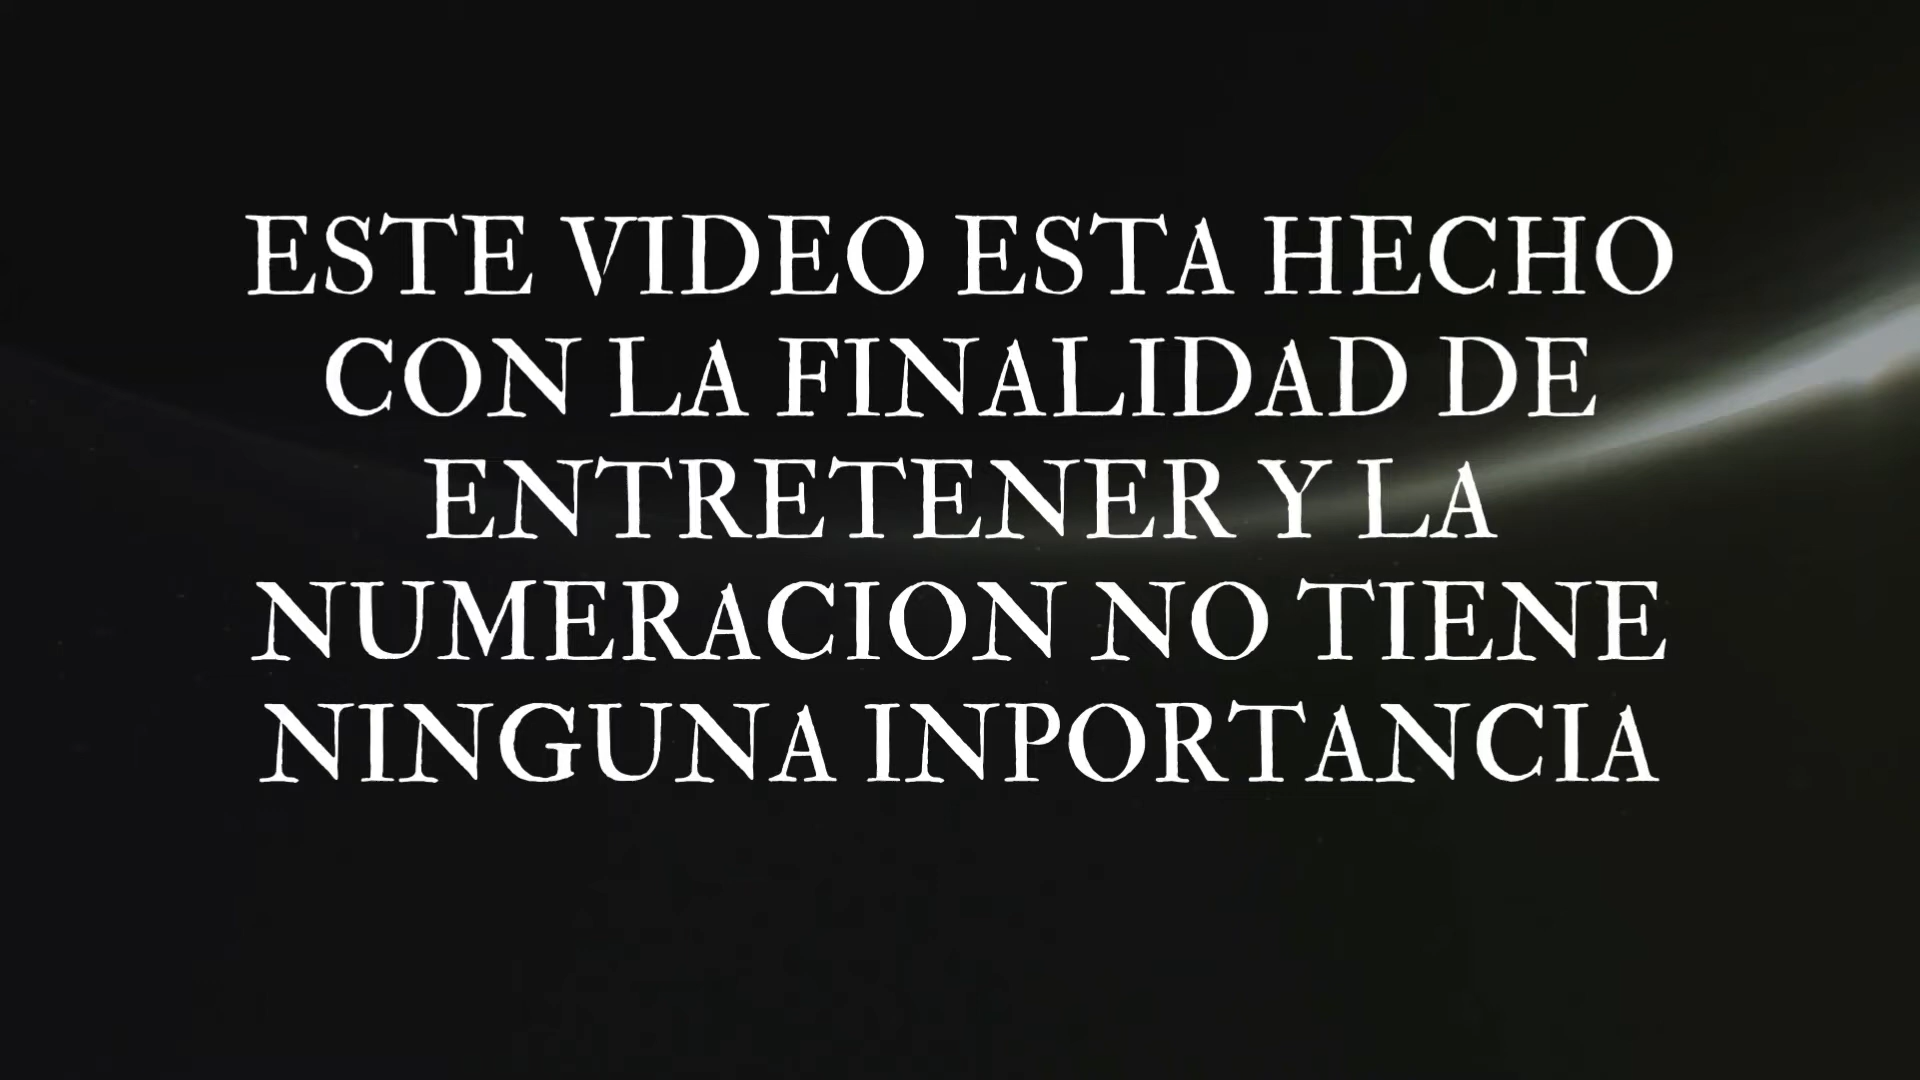 ESTE VIDEO ESTA HECHO
CON LA FINALIDAD DE
ENTRETENER Y LA
NUMERACION NO TIENE
NINGUNA INPORTANCIA